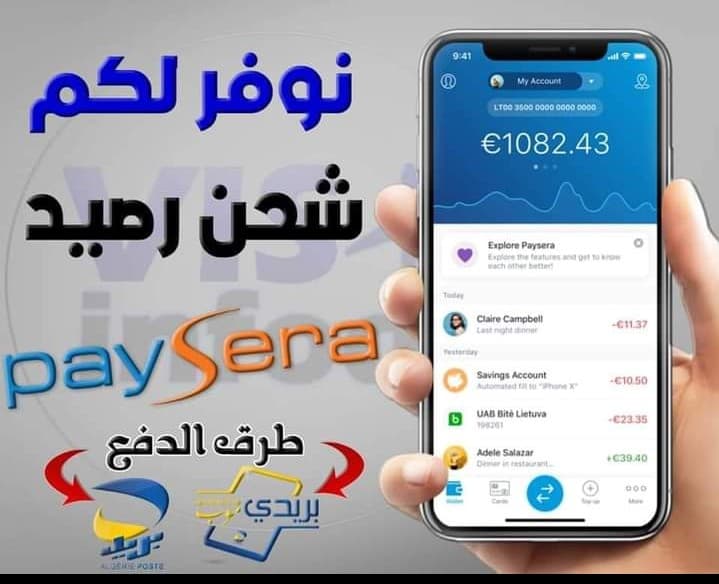 نوفر لكم
شحن رصيد
paysera
طرق الدفع
بريد
ALGÉRIE POSTE
بريدي
9:41
My Account
LT00 3500 0000 0000 0000
€1082.43
Explore Paysera
Explore the features and get to know
each other better!
Today
Claire Campbell
Last night dinner
-€11.37
Yesterday
Savings Account
Automated fill to "iPhone X"
-€10.50
UAB Bitė Lietuva
198261
-€23.35
Adele Salazar
Dinner in restaurant...
+€39.40
Wallet
Cards
Top-up
More